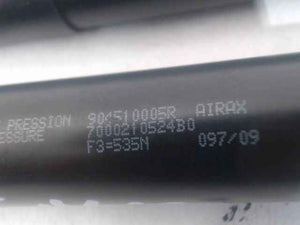 PRESSION 904510005R AIRAX
ESSURE 7000210524B0
F3=535N 097/09